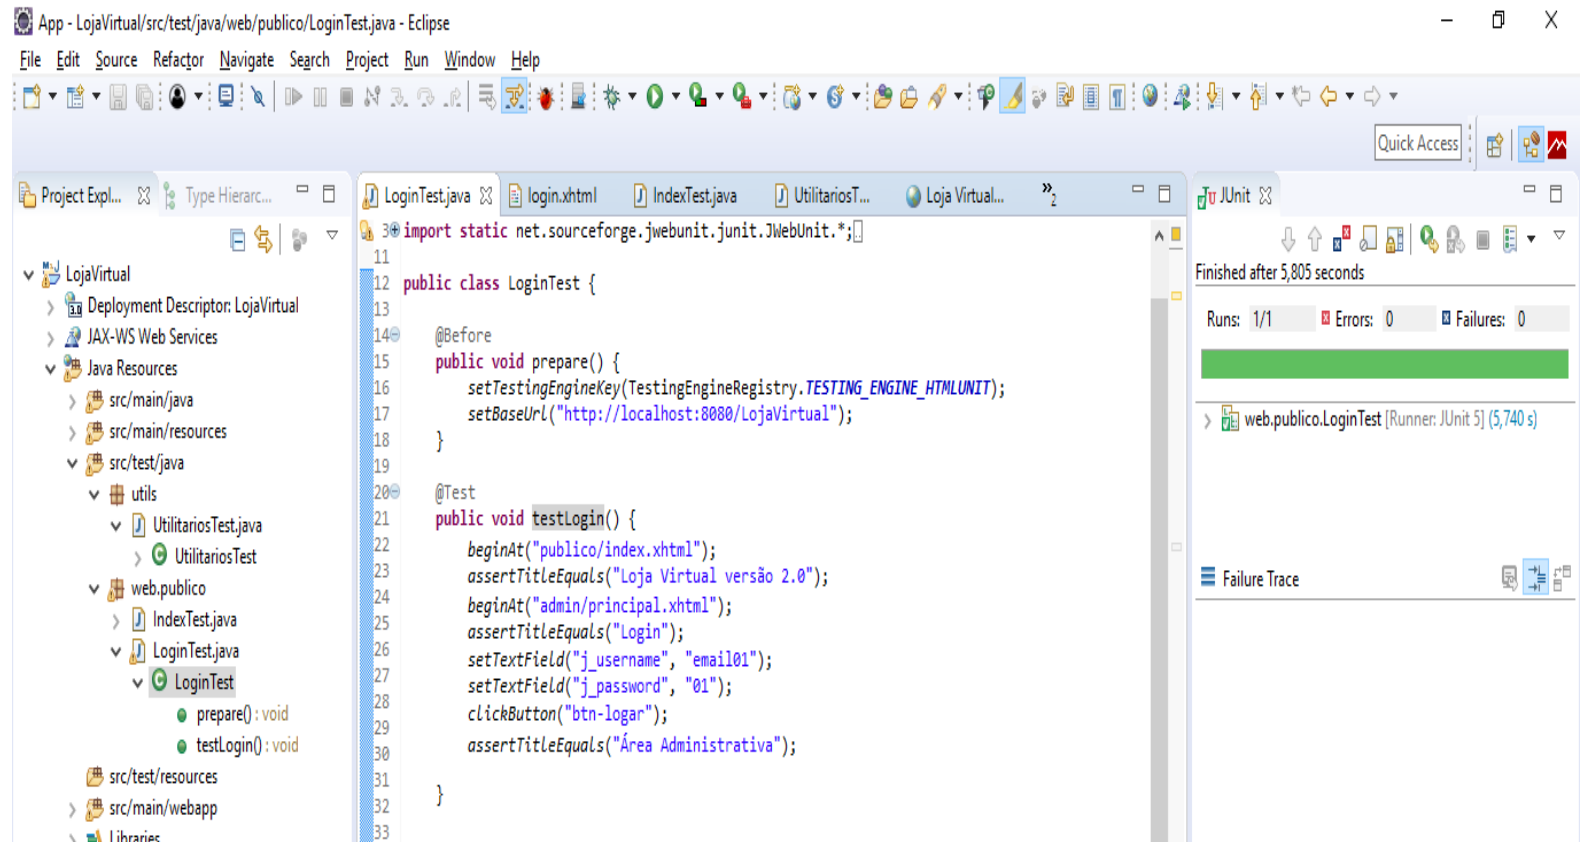 App - LojaVirtual/src/test/java/web/publico/LoginTest.java - Eclipse
File Edit Source Refactor Navigate Search Project Run Window Help
Quick Access
Project Expl... Type Hierarc...
LojaVirtual
3.0 Deployment Descriptor: LojaVirtual
JAX-WS Web Services
Java Resources
src/main/java
src/main/resources
src/test/java
utils
UtilitariosTest.java
UtilitariosTest
web.publico
IndexTest.java
LoginTest.java
LoginTest
prepare() : void
testLogin() : void
src/test/resources
src/main/webapp
Libraries
LoginTest.java login.xhtml IndexTest.java UtilitariosT... Loja Virtual... »2
3 import static net.sourceforge.jwebunit.junit.JWebUnit.*;
11
12 public class LoginTest {
13
14 @Before
15 public void prepare() {
16 setTestingEngineKey(TestingEngineRegistry.TESTING_ENGINE_HTMLUNIT);
17 setBaseUrl("http://localhost:8080/LojaVirtual");
18 }
19
20 @Test
21 public void testLogin() {
22 beginAt("publico/index.xhtml");
23 assertTitleEquals("Loja Virtual versão 2.0");
24 beginAt("admin/principal.xhtml");
25 assertTitleEquals("Login");
26 setTextField("j_username", "email01");
27 setTextField("j_password", "01");
28 clickButton("btn-logar");
29 assertTitleEquals("Área Administrativa");
30
31
32 }
33
JUnit
Finished after 5,805 seconds
Runs: 1/1 Errors: 0 Failures: 0
web.publico.LoginTest [Runner: JUnit 5] (5,740 s)
Failure Trace